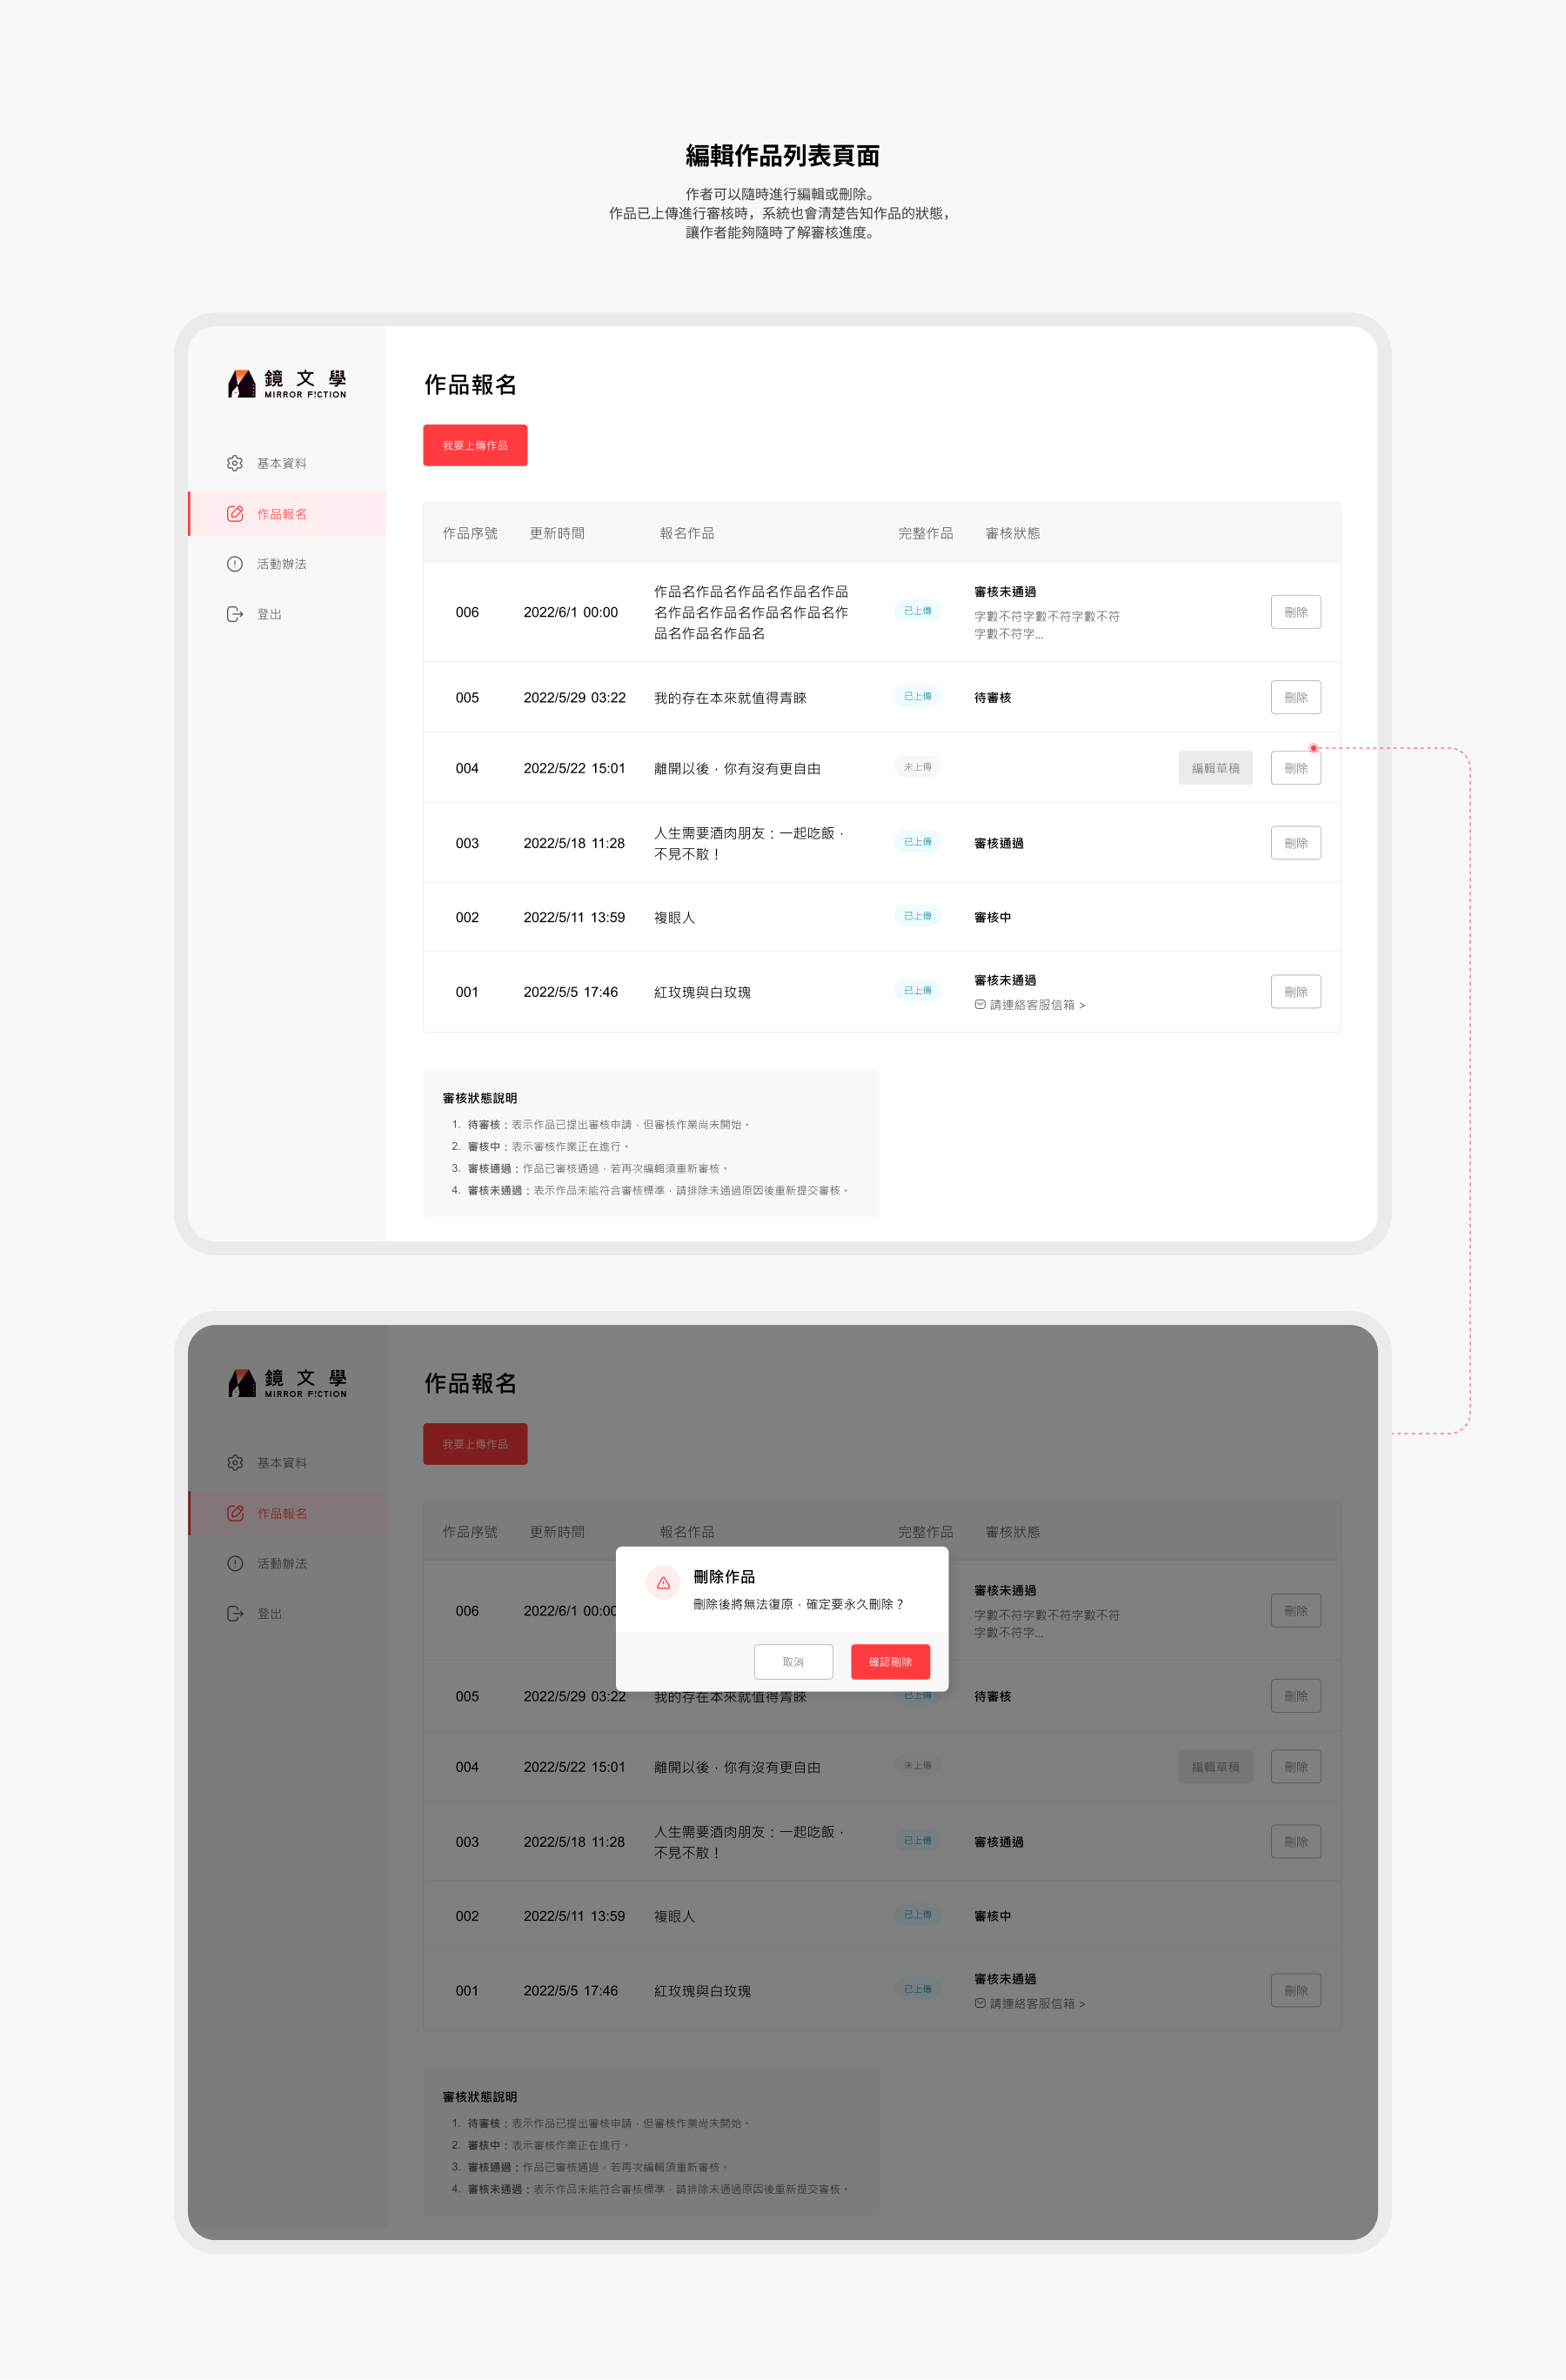 編輯作品列表頁面
作者可以隨時進行編輯或刪除。
作品已上傳進行審核時，系統也會清楚告知作品的狀態，
讓作者能夠隨時了解審核進度。
鏡文學
MIRROR F!CTION
基本資料
作品報名
活動辦法
登出
作品報名
我要上傳作品
作品序號 更新時間 報名作品 完整作品 審核狀態
006 2022/6/1 00:00 作品名作品名作品名作品名作品
名作品名作品名作品名作品名作
品名作品名作品名
已上傳
審核未通過
字數不符字數不符字數不符
字數不符字...
刪除
005 2022/5/29 03:22 我的存在本來就值得青睞 已上傳 待審核 刪除
004 2022/5/22 15:01 離開以後，你有沒有更自由 未上傳 編輯草稿 刪除
003 2022/5/18 11:28 人生需要酒肉朋友：一起吃飯，
不見不散！
已上傳 審核通過 刪除
002 2022/5/11 13:59 複眼人 已上傳 審核中
001 2022/5/5 17:46 紅玫瑰與白玫瑰 已上傳 審核未通過
請連絡客服信箱 >
刪除
審核狀態說明
1. 待審核：表示作品已提出審核申請，但審核作業尚未開始。
2. 審核中：表示審核作業正在進行。
3. 審核通過：作品已審核通過，若再次編輯須重新審核。
4. 審核未通過：表示作品未能符合審核標準，請排除未通過原因後重新提交審核。
鏡文學
MIRROR F!CTION
基本資料
作品報名
活動辦法
登出
作品報名
我要上傳作品
作品序號 更新時間 報名作品 完整作品 審核狀態
刪除作品
刪除後將無法復原，確定要永久刪除？
取消 確認刪除
006 2022/6/1 00:00
審核未通過
字數不符字數不符字數不符
字數不符字...
刪除
005 2022/5/29 03:22 我的存在本來就值得青睞 已上傳 待審核 刪除
004 2022/5/22 15:01 離開以後，你有沒有更自由 未上傳 編輯草稿 刪除
003 2022/5/18 11:28 人生需要酒肉朋友：一起吃飯，
不見不散！
已上傳 審核通過 刪除
002 2022/5/11 13:59 複眼人 已上傳 審核中
001 2022/5/5 17:46 紅玫瑰與白玫瑰 已上傳 審核未通過
請連絡客服信箱 >
刪除
審核狀態說明
1. 待審核：表示作品已提出審核申請，但審核作業尚未開始。
2. 審核中：表示審核作業正在進行。
3. 審核通過：作品已審核通過，若再次編輯須重新審核。
4. 審核未通過：表示作品未能符合審核標準，請排除未通過原因後重新提交審核。